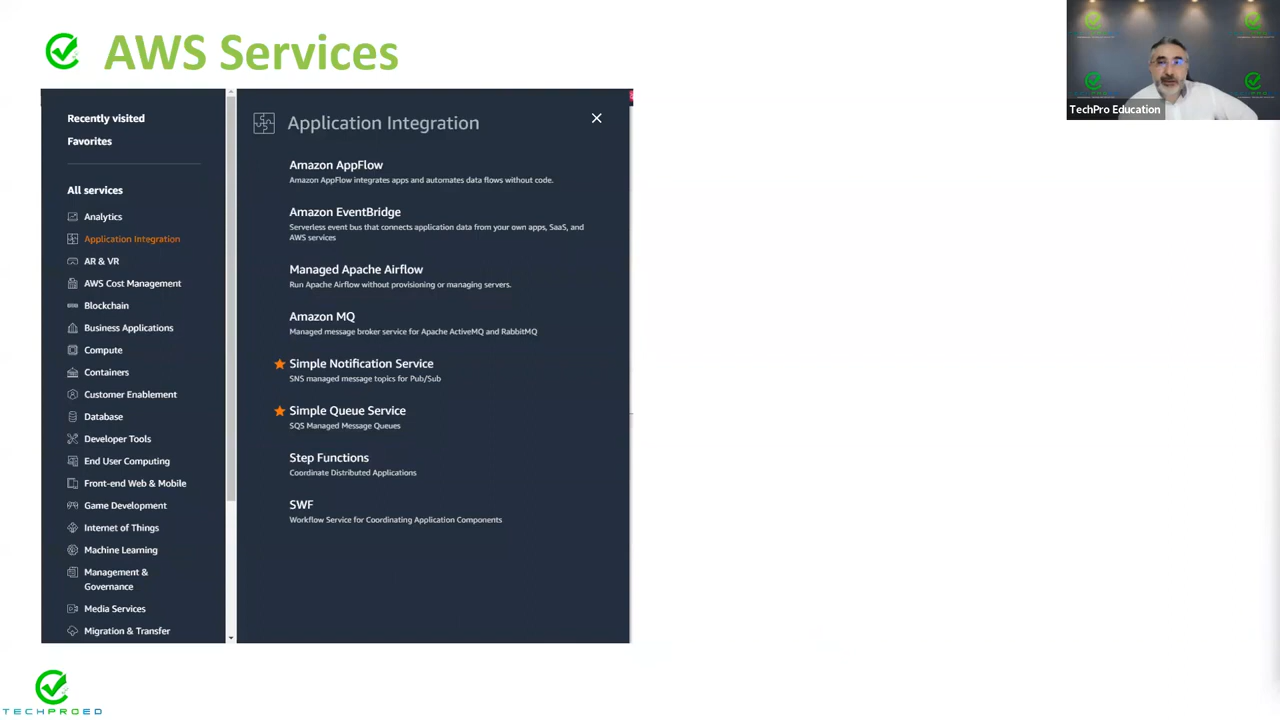 AWS Services
TechPro Education
Recently visited
Favorites
All services
Analytics
Application Integration
AR & VR
AWS Cost Management
Blockchain
Business Applications
Compute
Containers
Customer Enablement
Database
Developer Tools
End User Computing
Front-end Web & Mobile
Game Development
Internet of Things
Machine Learning
Management &
Governance
Media Services
Migration & Transfer
Application Integration
Amazon AppFlow
Amazon AppFlow integrates apps and automates data flows without code.
Amazon EventBridge
Serverless event bus that connects application data from your own apps, SaaS, and
AWS services
Managed Apache Airflow
Run Apache Airflow without provisioning or managing servers.
Amazon MQ
Managed message broker service for Apache ActiveMQ and RabbitMQ
Simple Notification Service
SNS managed message topics for Pub/Sub
Simple Queue Service
SQS Managed Message Queues
Step Functions
Coordinate Distributed Applications
SWF
Workflow Service for Coordinating Application Components
TECHPROED